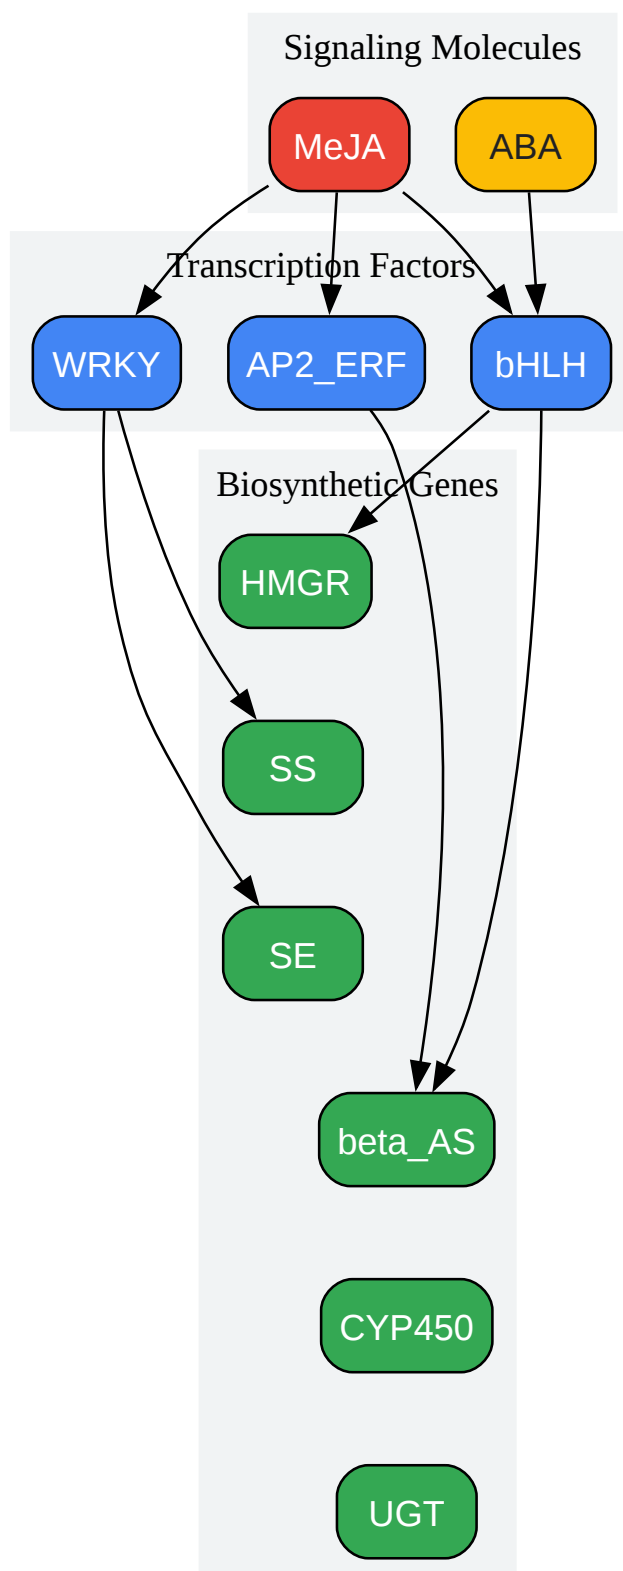 Signaling Molecules
MeJA
ABA
Transcription Factors
WRKY
AP2_ERF
bHLH
Biosynthetic Genes
HMGR
SS
SE
beta_AS
CYP450
UGT